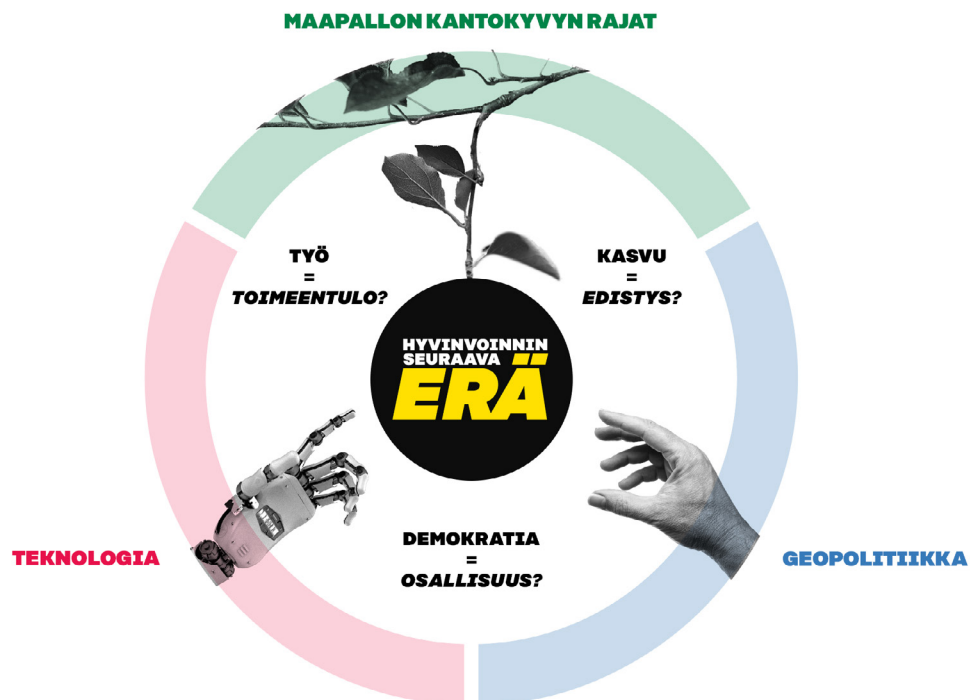 MAAPALLON KANTOKYVYN RAJAT
TYÖ
=
TOIMEENTULO?
KASVU
=
EDISTYS?
HYVINVOINNIN
SEURAAVA
ERÄ
DEMOKRATIA
=
OSALLISUUS?
TEKNOLOGIA
GEOPOLITIIKKA